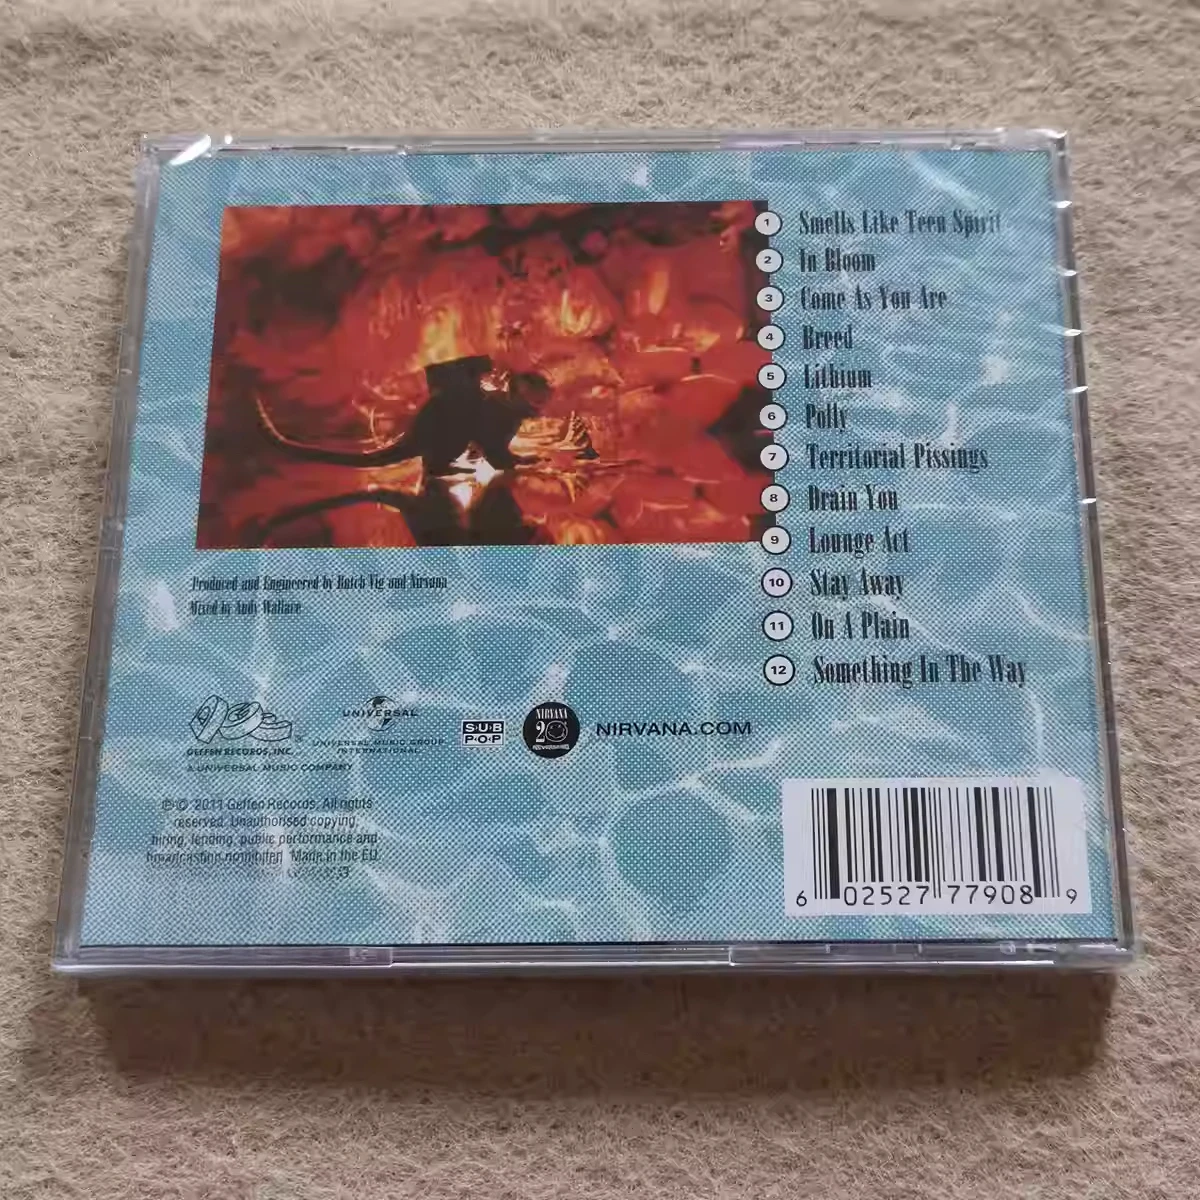 1 Smells Like Teen Spirit
2 In Bloom
3 Come As You Are
4 Breed
5 Lithium
6 Polly
7 Territorial Pissings
8 Drain You
9 Lounge Act
10 Stay Away
11 On A Plain
12 Something In The Way
Produced and Engineered by Butch Vig and Nirvana
Mixed by Andy Wallace
GEFFEN RECORDS, INC.
A UNIVERSAL MUSIC COMPANY
UNIVERSAL
UNIVERSAL MUSIC GROUP
INTERNATIONAL
SUB
POP
NIRVANA
20
NIRVANA.COM
℗© 2011 Geffen Records. All rights
reserved. Unauthorised copying,
hiring, lending, public performance and
broadcasting prohibited. Made in the EU.
6 02527 77908 9